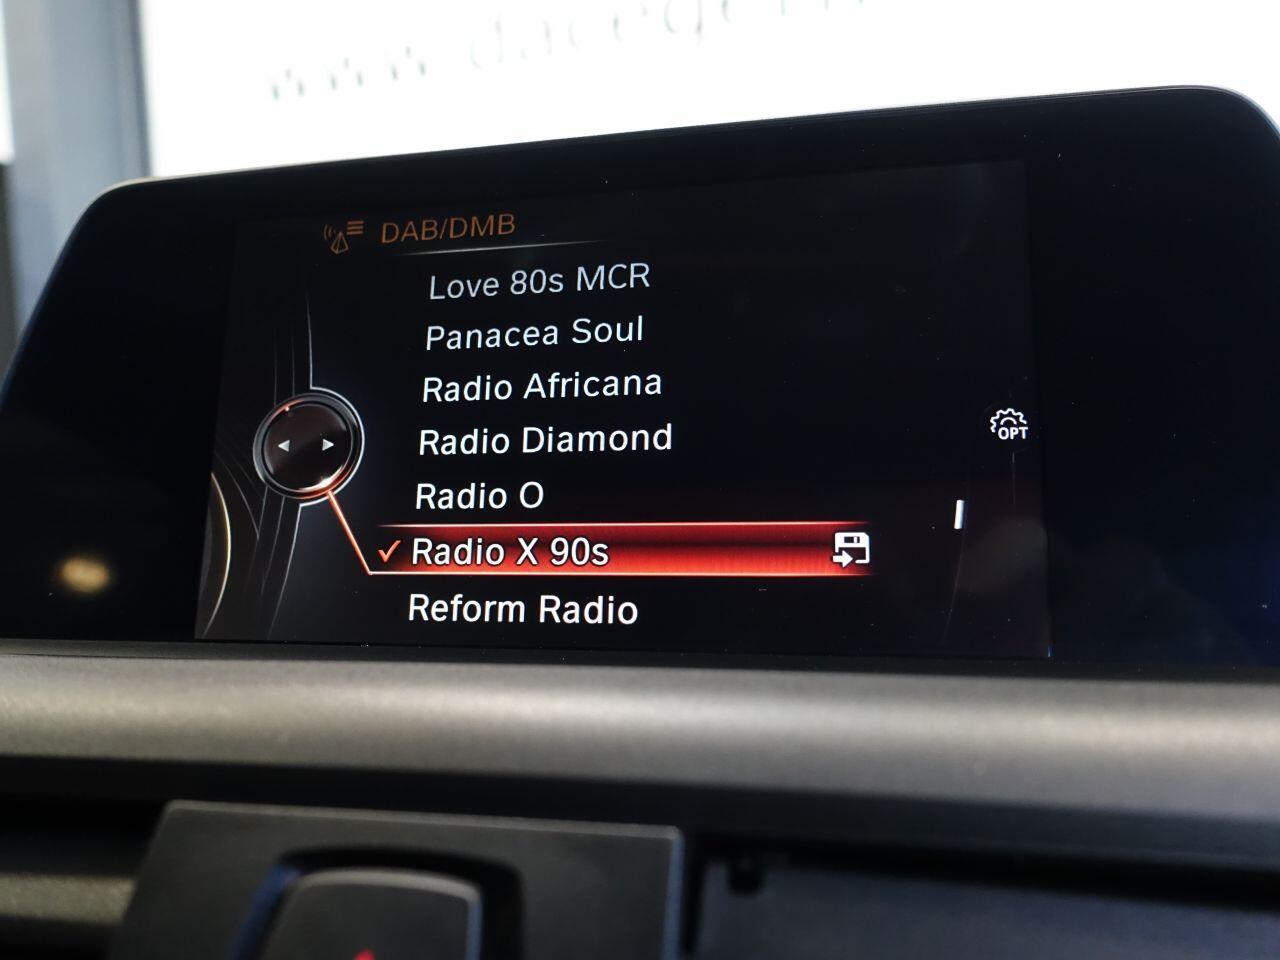 DAB/DMB
Love 80s MCR
Panacea Soul
Radio Africana
Radio Diamond
OPT
Radio O
Radio X 90s
Reform Radio